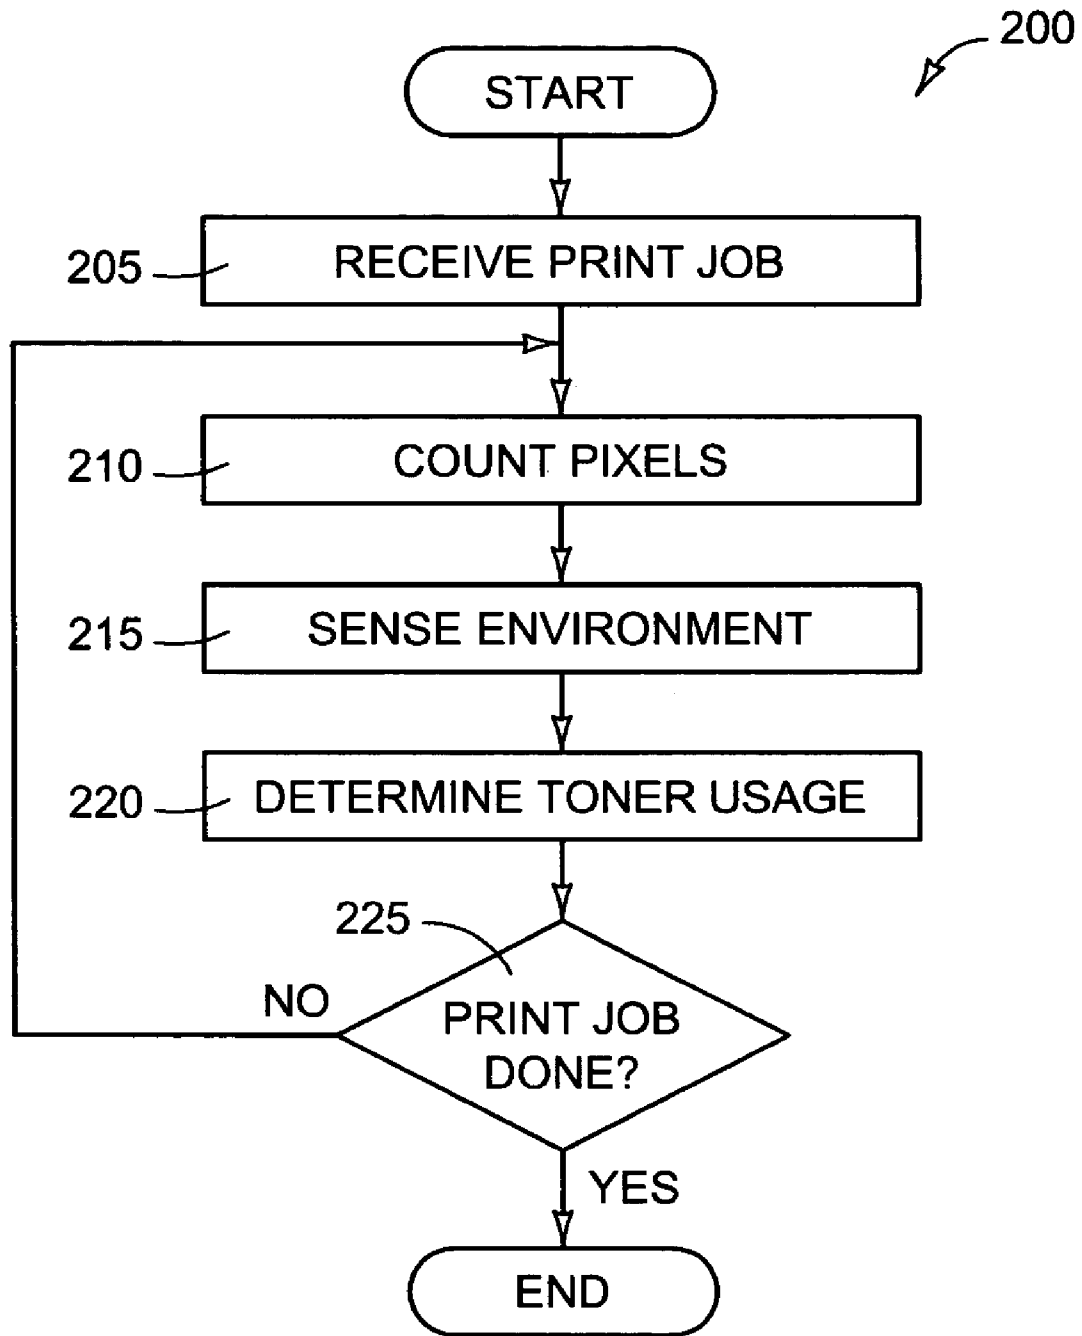 200
START
205
RECEIVE PRINT JOB
210
COUNT PIXELS
215
SENSE ENVIRONMENT
220
DETERMINE TONER USAGE
225
NO
PRINT JOB
DONE?
YES
END